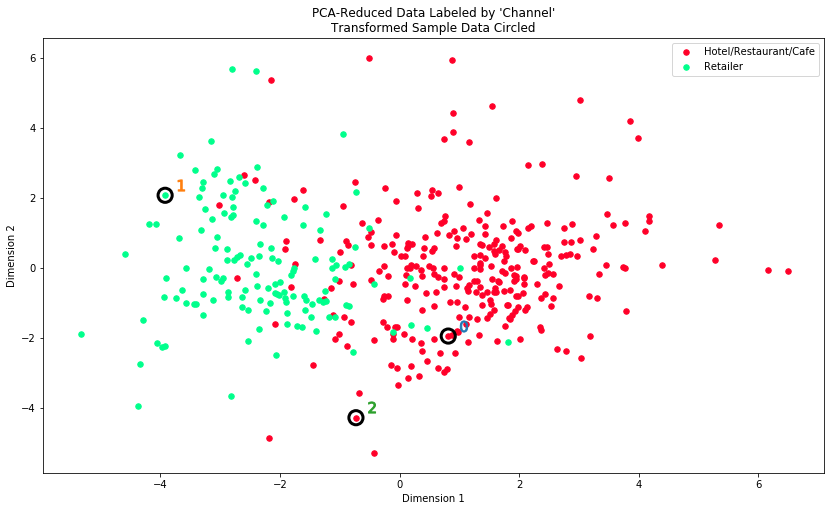 PCA-Reduced Data Labeled by 'Channel'
Transformed Sample Data Circled
Hotel/Restaurant/Cafe
Retailer
Dimension 2
6
4
2
0
−2
−4
1
0
2
−4
−2
0
2
4
6
Dimension 1